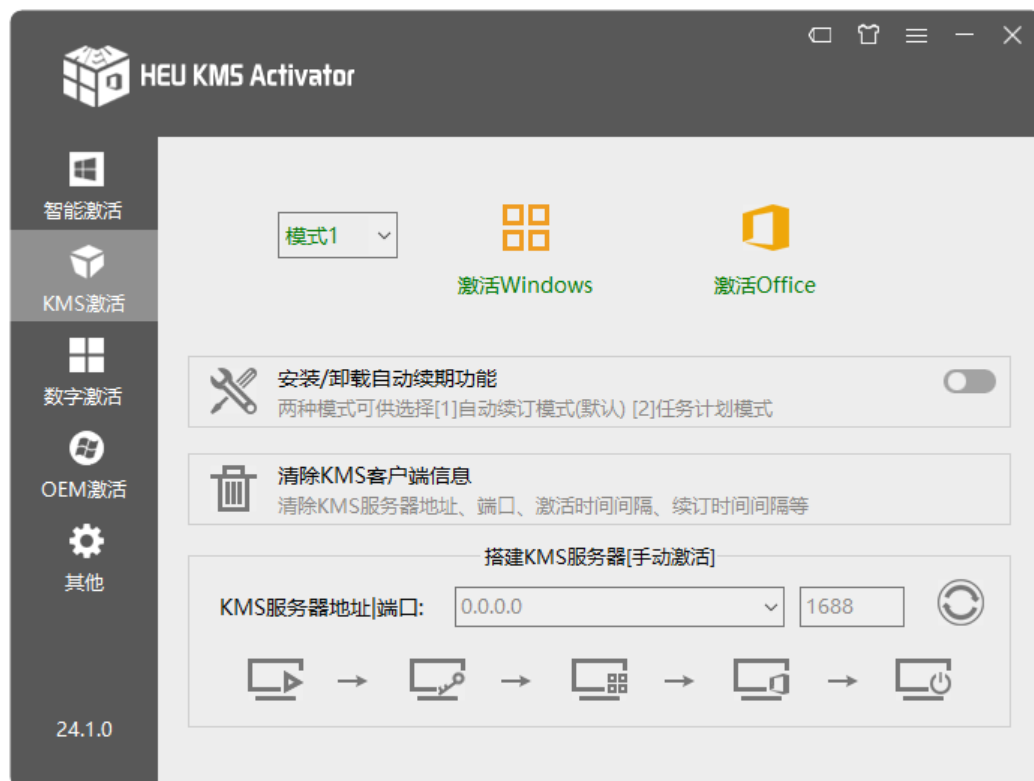 HEU KMS Activator
智能激活
KMS激活
数字激活
OEM激活
其他
24.1.0
模式1
激活Windows
激活Office
安装/卸载自动续期功能
两种模式可供选择[1]自动续订模式(默认) [2]任务计划模式
清除KMS客户端信息
清除KMS服务器地址、端口、激活时间间隔、续订时间间隔等
搭建KMS服务器[手动激活]
KMS服务器地址|端口: 0.0.0.0 1688